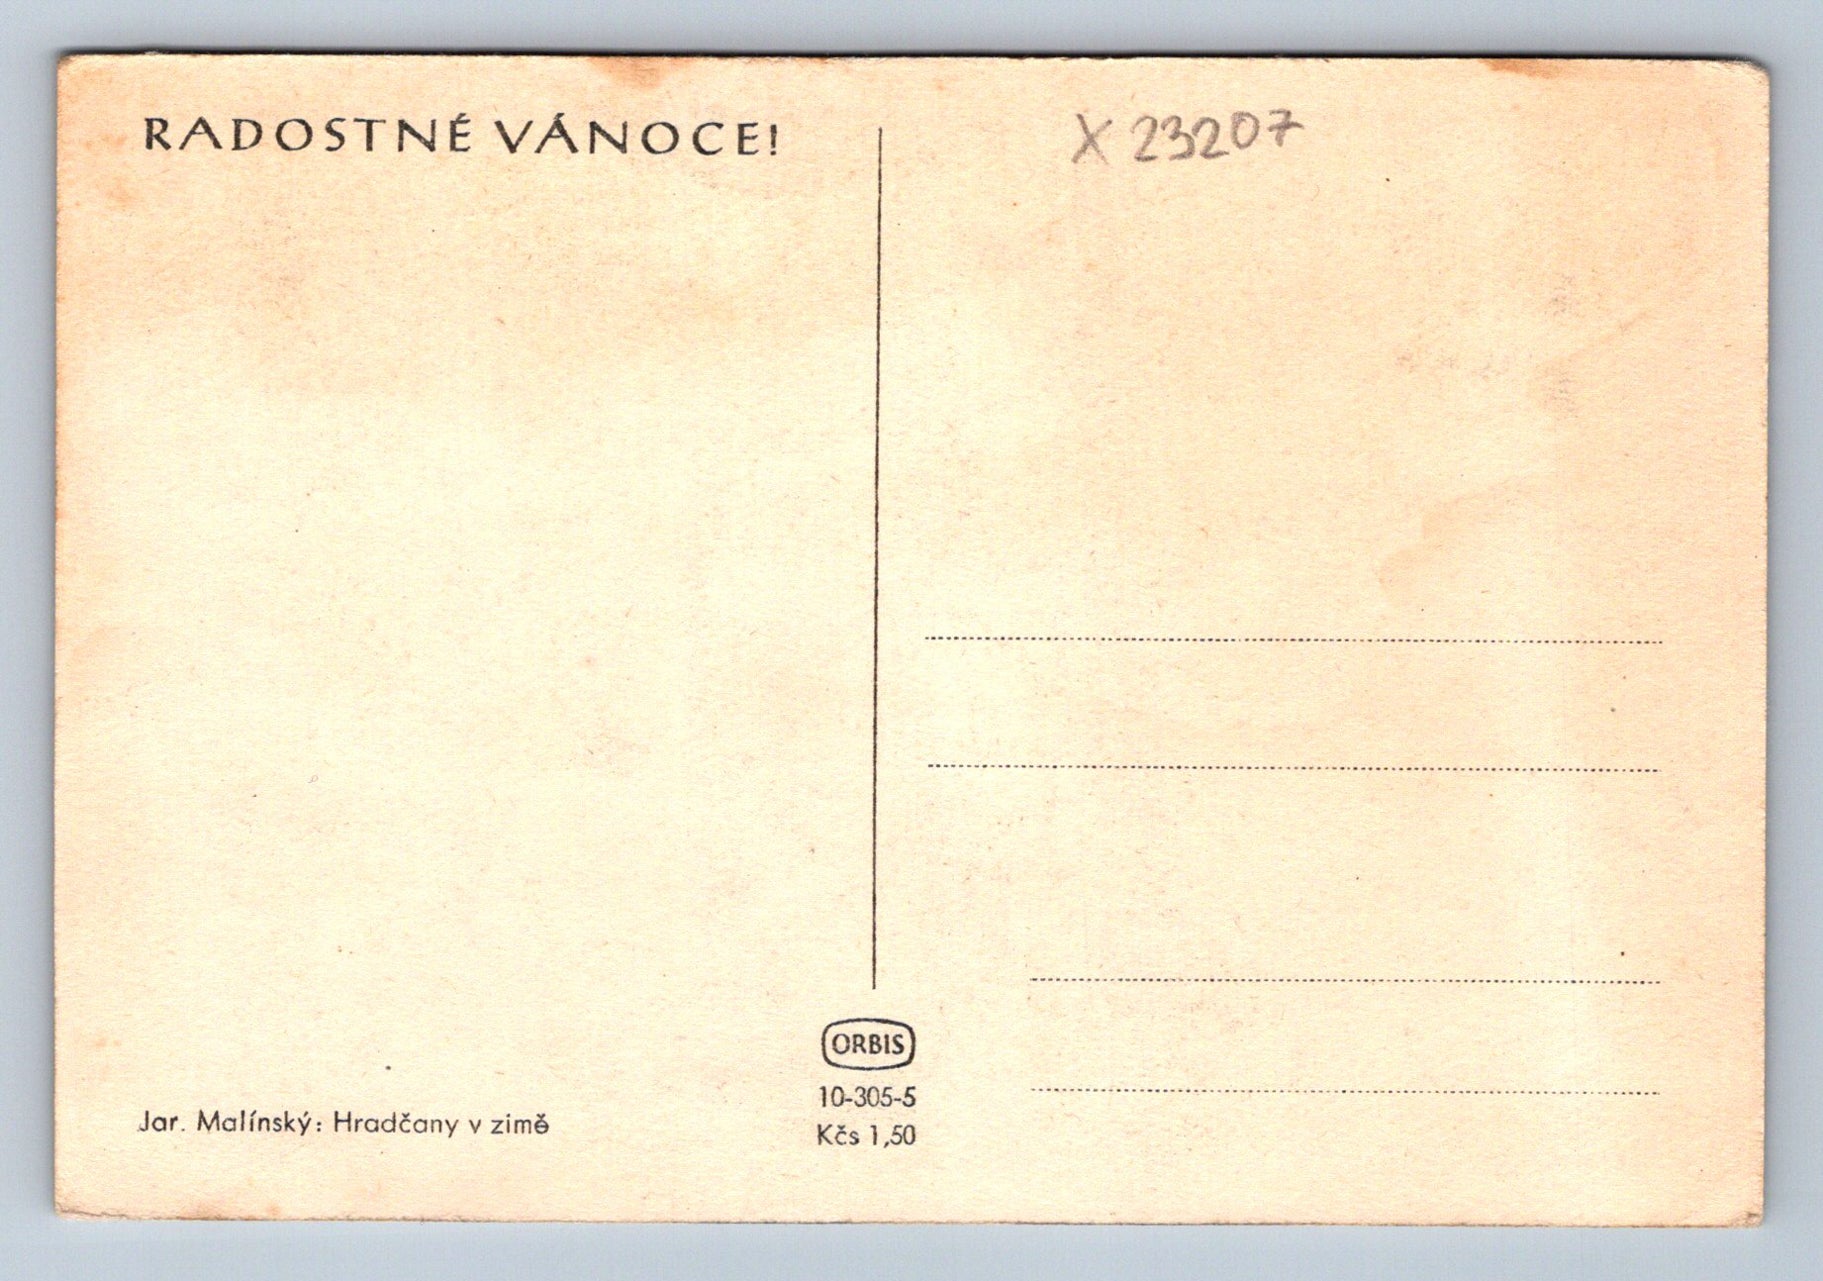 RADOSTNÉ VÁNOCE!
X 23207
ORBIS
10-305-5
Kčs 1,50
Jar. Malínský: Hradčany v zimě